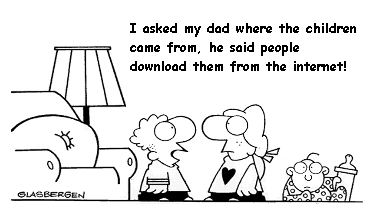 I asked my dad where the children
came from, he said people
download them from the internet!
GLASBERGEN